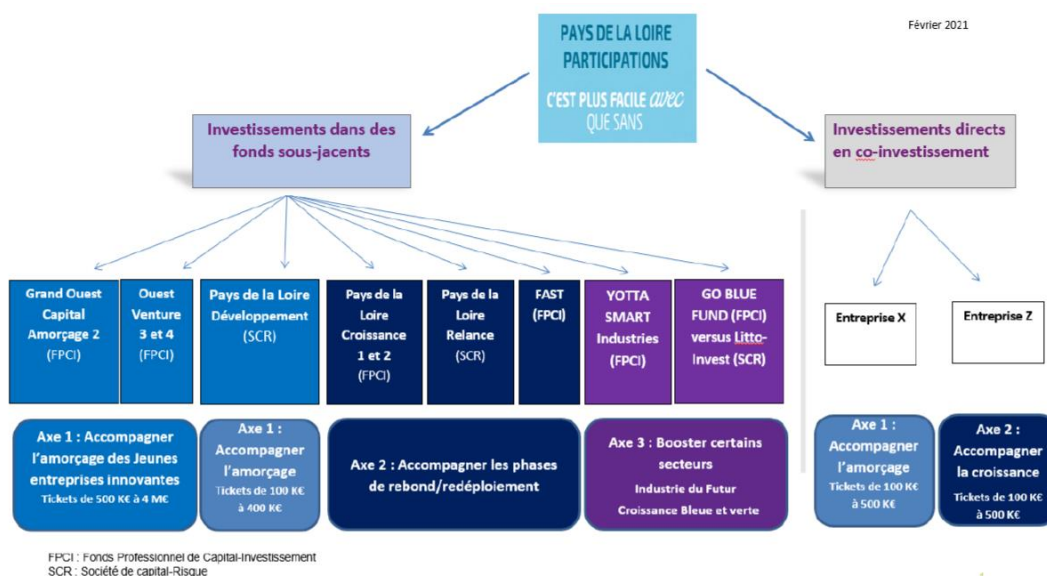 Février 2021
PAYS DE LA LOIRE
PARTICIPATIONS
C'EST PLUS FACILE avec
QUE SANS
Investissements dans des
fonds sous-jacents
Investissements directs
en co-investissement
Grand Ouest
Capital
Amorçage 2
(FPCI)
Ouest
Venture
3 et 4
(FPCI)
Pays de la Loire
Développement
(SCR)
Pays de la
Loire
Croissance
1 et 2
(FPCI)
Pays de la
Loire
Relance
(SCR)
FAST
(FPCI)
YOTTA
SMART
Industries
(FPCI)
GO BLUE
FUND (FPCI)
versus Litto-
Invest (SCR)
Entreprise X
Entreprise Z
Axe 1 : Accompagner
l'amorçage des Jeunes
entreprises innovantes
Tickets de 500 K€ à 4 M€
Axe 1 :
Accompagner
l'amorçage
Tickets de 100 K€
à 400 K€
Axe 2 : Accompagner les phases
de rebond/redéploiement
Axe 3 : Booster certains
secteurs
Industrie du Futur
Croissance Bleue et verte
Axe 1 :
Accompagner
l'amorçage
Tickets de 100 K€
à 500 K€
Axe 2 :
Accompagner
la croissance
Tickets de 100 K€
à 500 K€
FPCI : Fonds Professionnel de Capital-Investissement
SCR : Société de capital-Risque